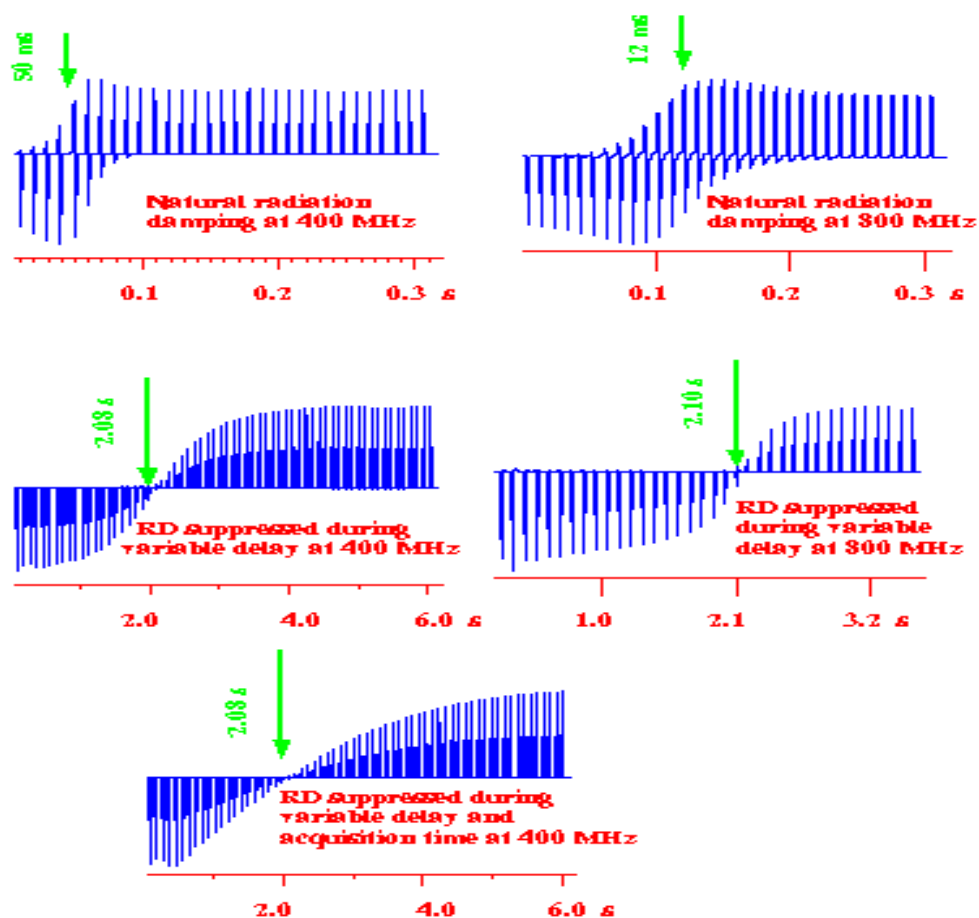 50 ms
12 ms
Natural radiation
damping at 400 MHz
Natural radiation
damping at 800 MHz
0.1 0.2 0.3 s
0.1 0.2 0.3 s
2.08 s
2.10 s
RD suppressed during
variable delay at 400 MHz
RD suppressed
during variable
delay at 800 MHz
2.0 4.0 6.0 s
1.0 2.1 3.2 s
2.08 s
RD suppressed during
variable delay and
acquisition time at 400 MHz
2.0 4.0 6.0 s